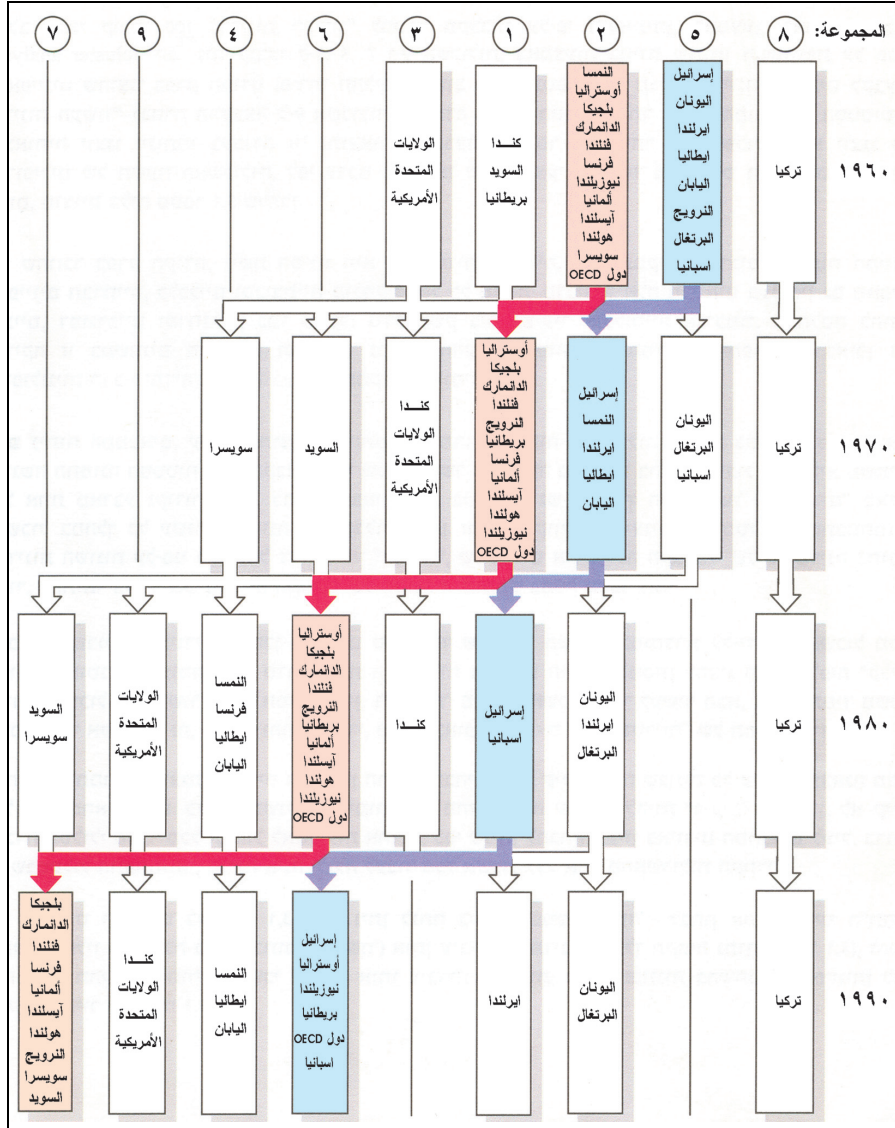 المجموعة: ٨ ٥ ٢ ١ ٣ ٦ ٤ ٩ ٧
١٩٦٠
تركيا
إسرائيل
اليونان
ايرلندا
ايطاليا
اليابان
النرويج
البرتغال
اسبانيا
النمسا
أوستراليا
بلجيكا
الدانمارك
فنلندا
فرنسا
نيوزيلندا
ألمانيا
آيسلندا
هولندا
سويسرا
دول OECD
كنـــدا
السويد
بريطانيا
الولايات
المتحدة
الأمريكية
١٩٧٠
تركيا
اليونان
البرتغال
اسبانيا
إسرائيل
النمسا
ايرلندا
ايطاليا
اليابان
أوستراليا
بلجيكا
الدانمارك
فنلندا
النرويج
بريطانيا
فرنسا
ألمانيا
آيسلندا
هولندا
نيوزيلندا
دول OECD
كنـــدا
الولايات
المتحدة
الأمريكية
السويد
سويسرا
١٩٨٠
تركيا
اليونان
ايرلندا
البرتغال
إسرائيل
اسبانيا
كنـــدا
أوستراليا
بلجيكا
الدانمارك
فنلندا
النرويج
بريطانيا
ألمانيا
آيسلندا
هولندا
نيوزيلندا
دول OECD
النمسا
فرنسا
ايطاليا
اليابان
الولايات
المتحدة
الأمريكية
السويد
سويسرا
١٩٩٠
تركيا
اليونان
البرتغال
ايرلندا
إسرائيل
أوستراليا
نيوزيلندا
بريطانيا
دول OECD
اسبانيا
النمسا
ايطاليا
اليابان
كنـــدا
الولايات
المتحدة
الأمريكية
بلجيكا
الدانمارك
فنلندا
فرنسا
ألمانيا
آيسلندا
هولندا
النرويج
سويسرا
السويد